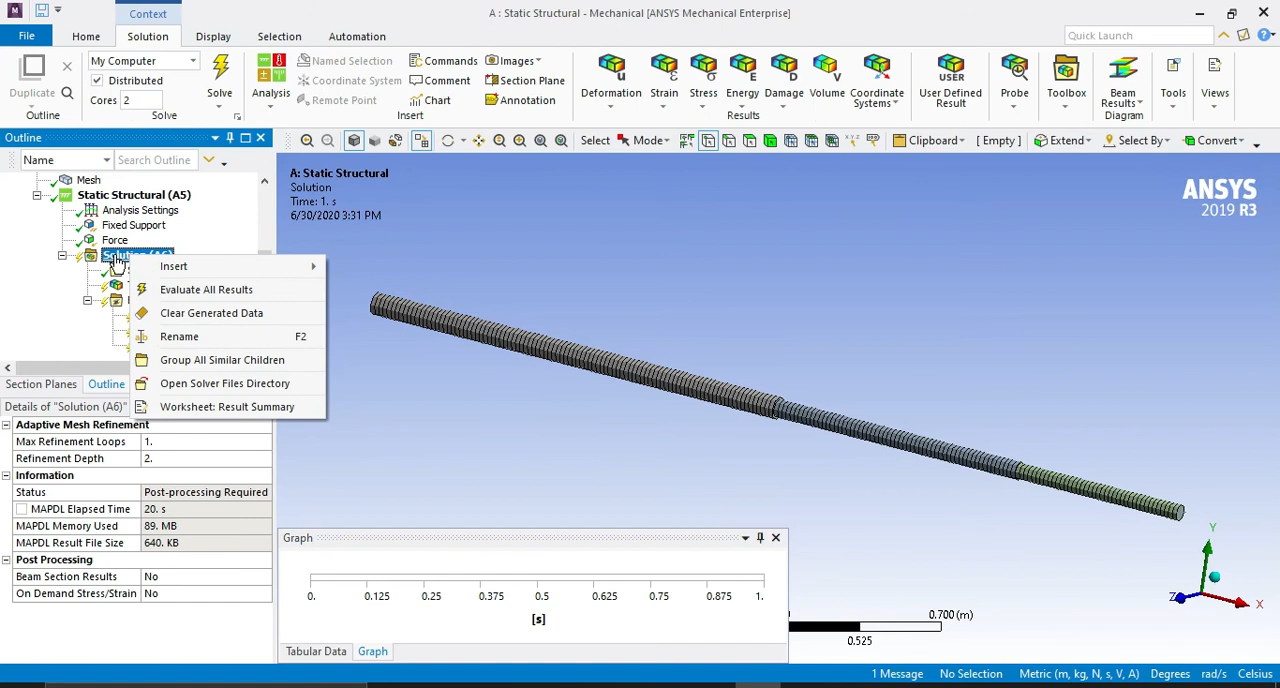 Context
A : Static Structural - Mechanical [ANSYS Mechanical Enterprise]
File
Home
Solution
Display
Selection
Automation
Quick Launch
Duplicate
Outline
My Computer
Distributed
Cores 2
Solve
Solve
Analysis
Named Selection
Coordinate System
Remote Point
Commands
Comment
Chart
Images
Section Plane
Annotation
Insert
Deformation
Strain
Stress
Energy
Damage
Volume
Coordinate Systems
Results
USER
User Defined Result
Probe
Toolbox
Beam Results
Diagram
Tools
Views
Outline
Name
Search Outline
Select
Mode
Clipboard
[ Empty ]
Extend
Select By
Convert
Mesh
Static Structural (A5)
Analysis Settings
Fixed Support
Force
Solution (A6)
Insert
Evaluate All Results
Clear Generated Data
Rename F2
Group All Similar Children
Open Solver Files Directory
Worksheet: Result Summary
Section Planes
Outline
Details of "Solution (A6)"
Adaptive Mesh Refinement
Max Refinement Loops 1.
Refinement Depth 2.
Information
Status Post-processing Required
MAPDL Elapsed Time 20. s
MAPDL Memory Used 89. MB
MAPDL Result File Size 640. KB
Post Processing
Beam Section Results No
On Demand Stress/Strain No
A: Static Structural
Solution
Time: 1. s
6/30/2020 3:31 PM
ANSYS
2019 R3
Graph
0. 0.125 0.25 0.375 0.5 0.625 0.75 0.875 1.
[s]
Tabular Data
Graph
0.700 (m)
0.525
Y
Z
X
1 Message
No Selection
Metric (m, kg, N, s, V, A)
Degrees
rad/s
Celsius